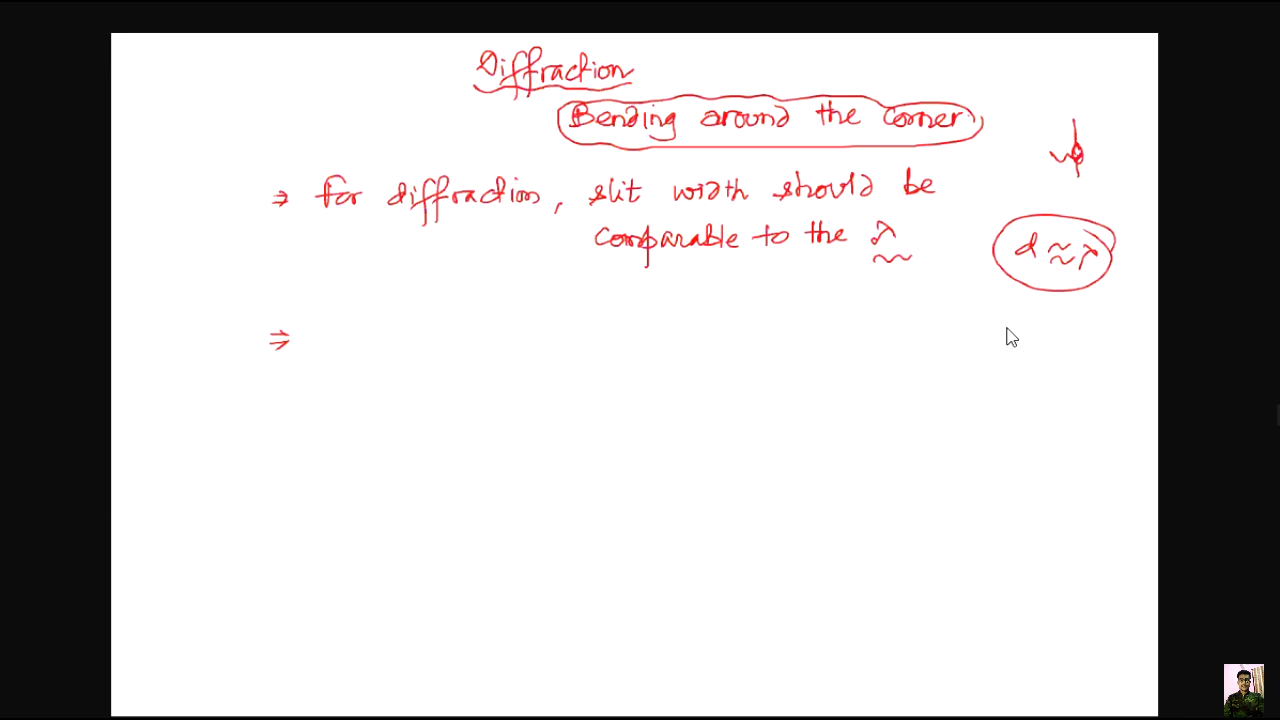 Diffraction
Bending around the corner
⇒ for diffraction, slit width should be
comparable to the λ
d ≈ λ
⇒